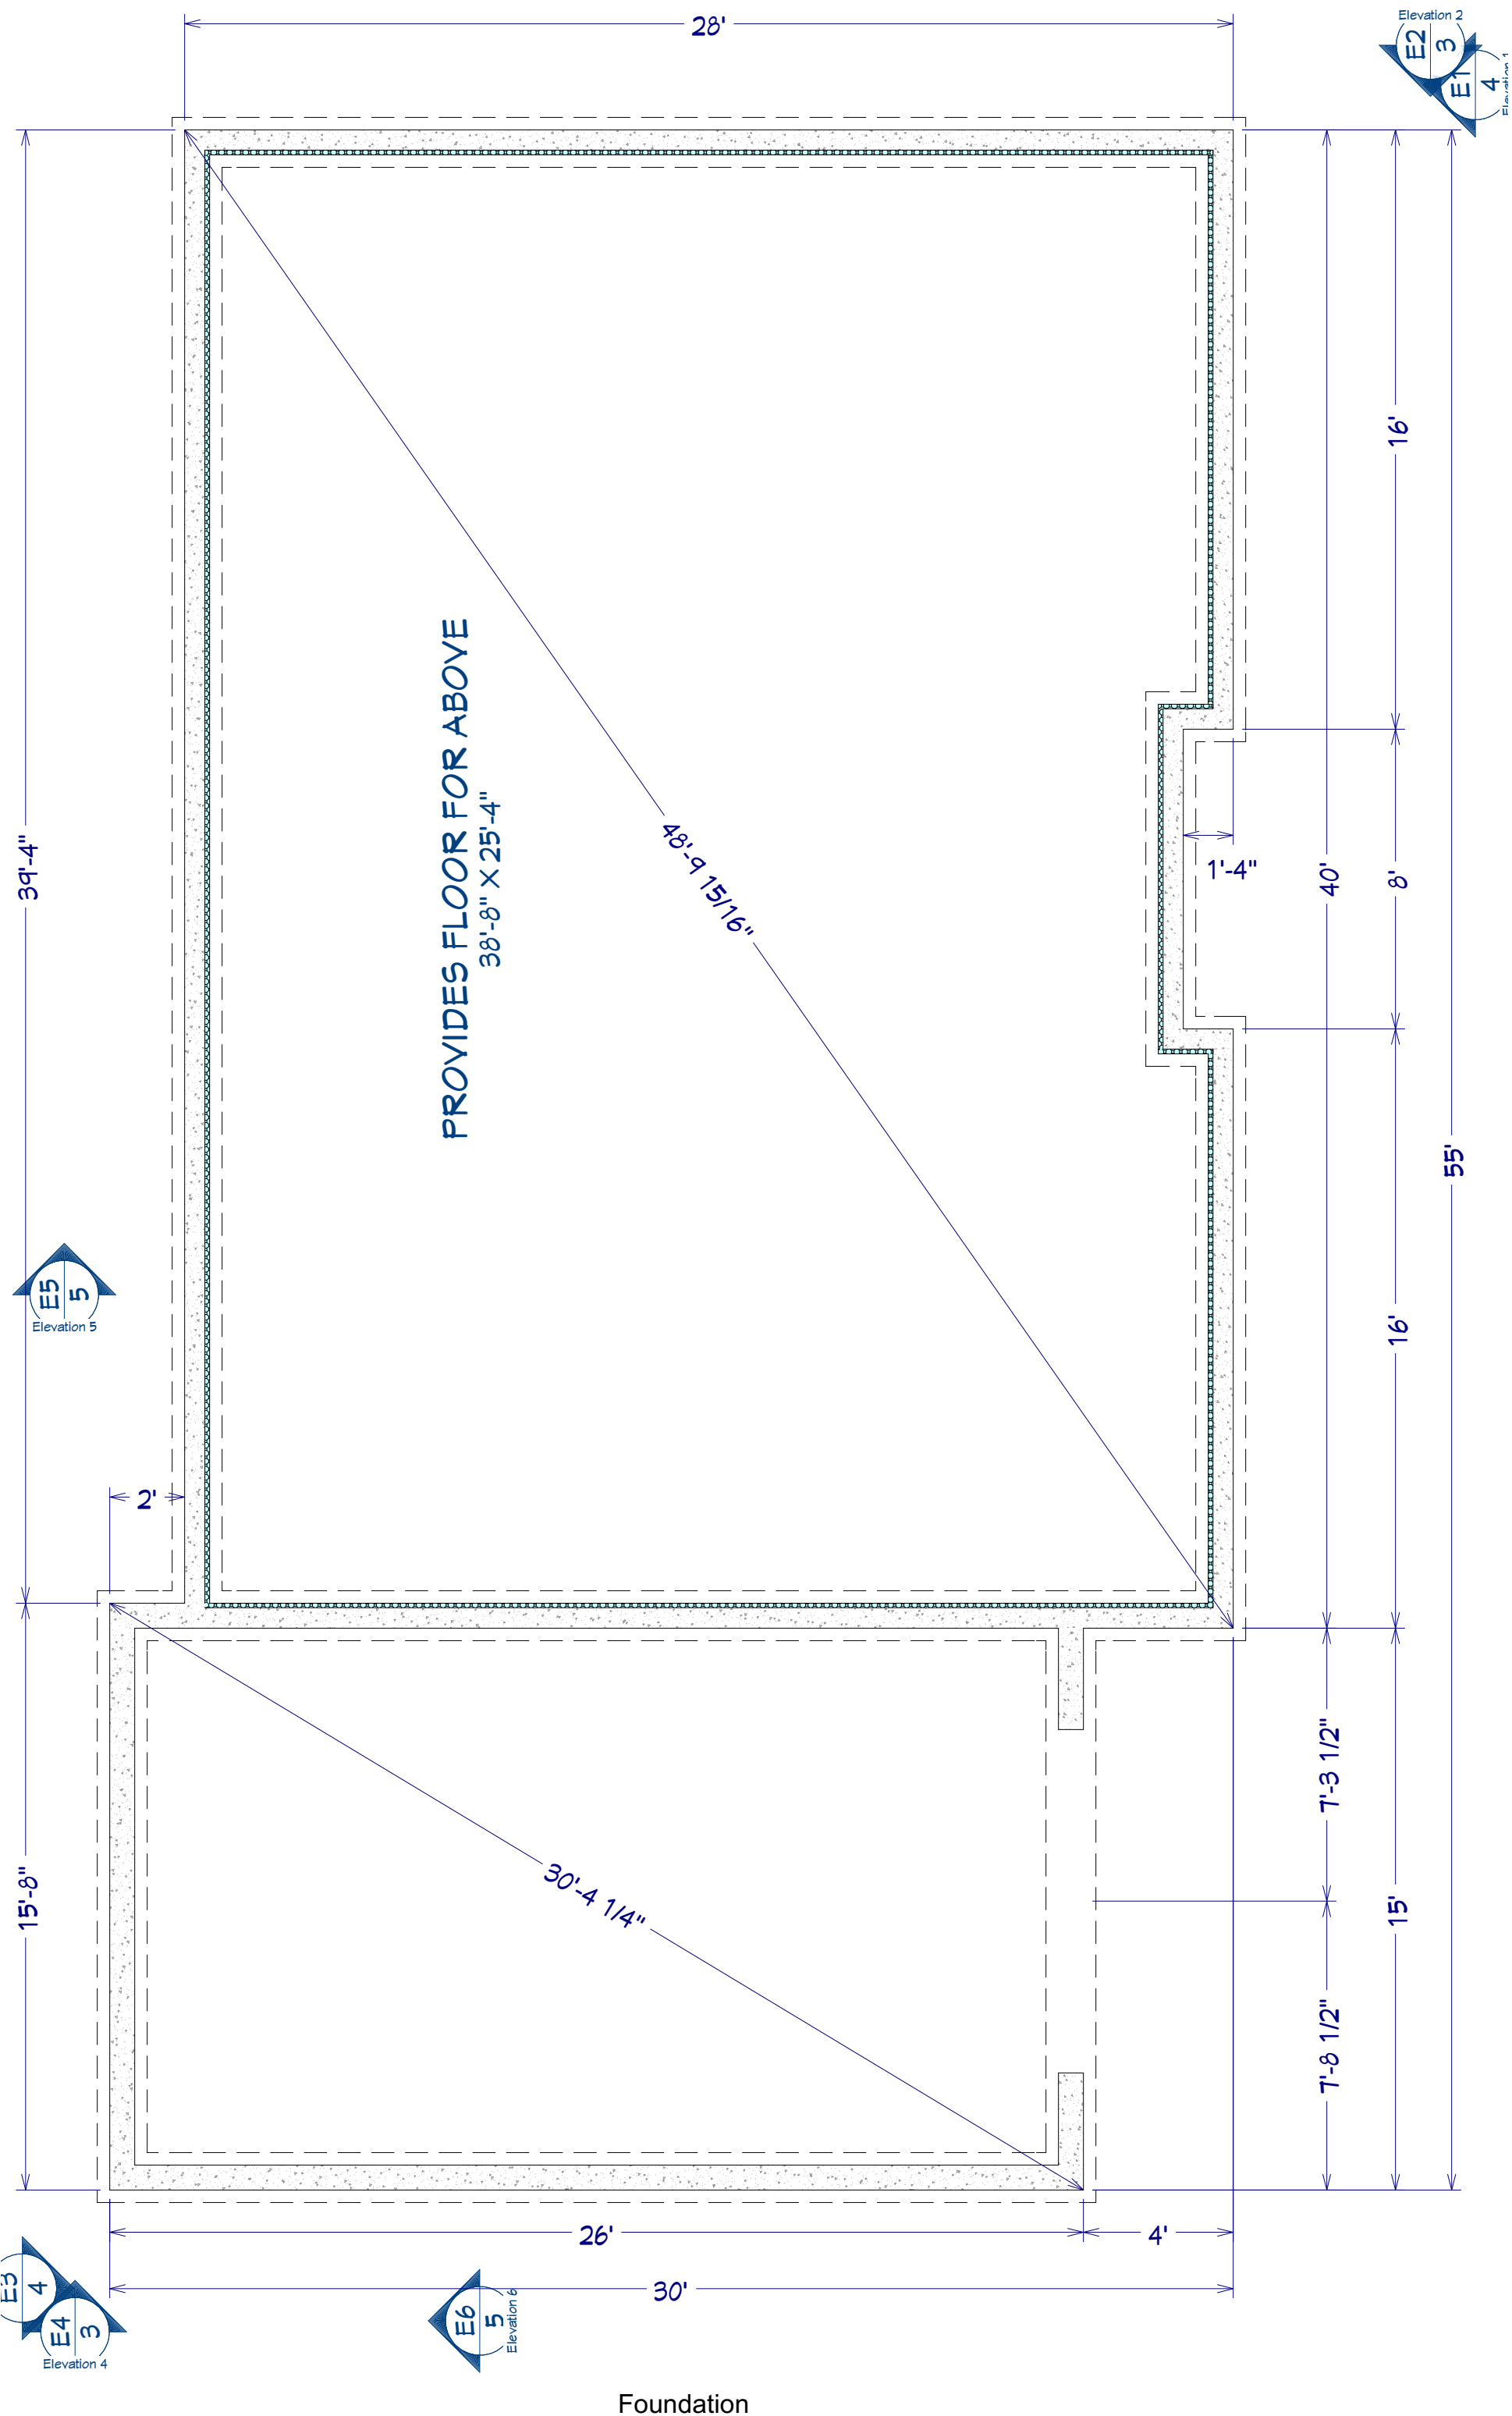 28'
Elevation 2
E2
3
E1
4
Elevation 1
16'
39'-4"
PROVIDES FLOOR FOR ABOVE
38'-8" X 25'-4"
48'-9 15/16"
1'-4"
40'
8'
55'
E5
5
Elevation 5
16'
2'
7'-3 1/2"
15'-8"
30'-4 1/4"
15'
7'-8 1/2"
26'
4'
30'
E3
4
E4
3
Elevation 4
E6
5
Elevation 6
Foundation